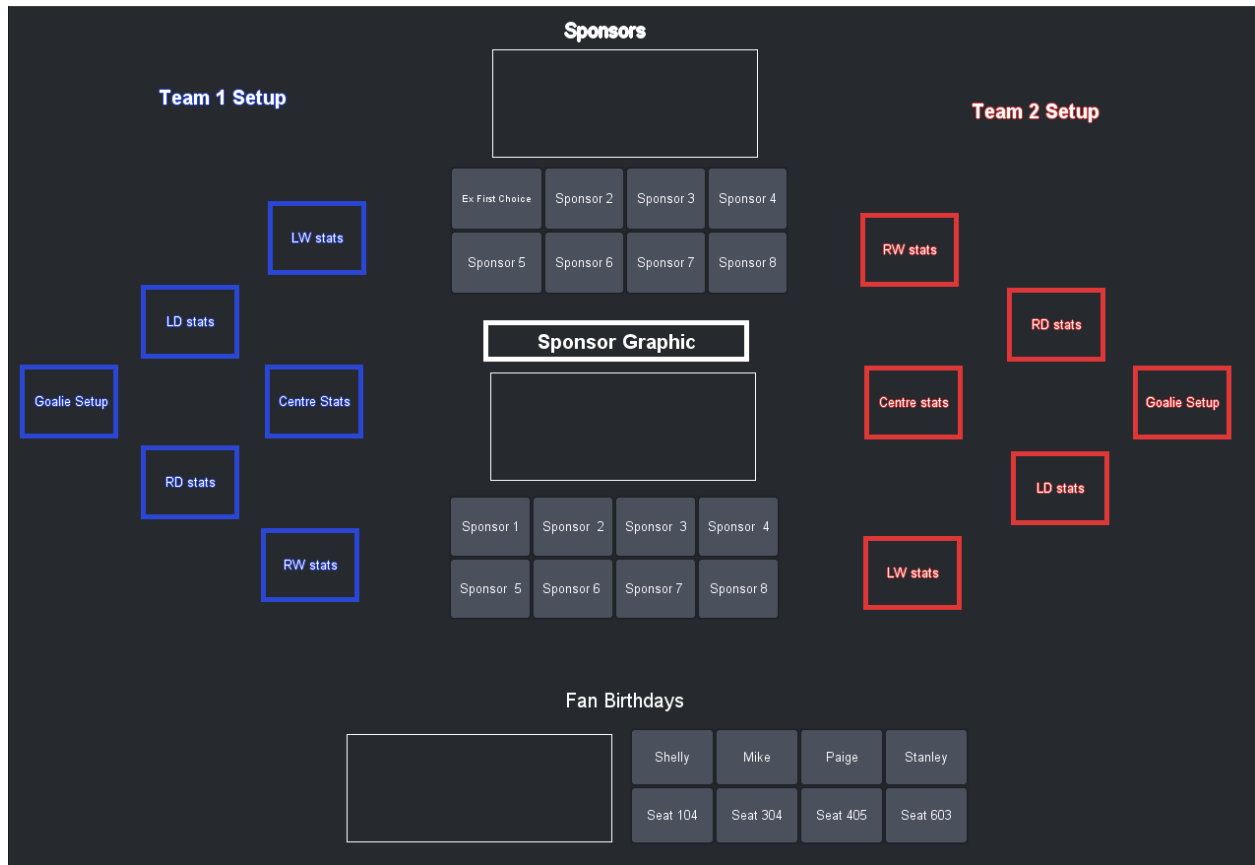 Sponsors
Team 1 Setup
Team 2 Setup
Ex First Choice
Sponsor 2
Sponsor 3
Sponsor 4
Sponsor 5
Sponsor 6
Sponsor 7
Sponsor 8
LW stats
LD stats
Goalie Setup
Centre Stats
RD stats
RW stats
Sponsor Graphic
Sponsor 1
Sponsor 2
Sponsor 3
Sponsor 4
Sponsor 5
Sponsor 6
Sponsor 7
Sponsor 8
RW stats
RD stats
Centre stats
Goalie Setup
LD stats
LW stats
Fan Birthdays
Shelly
Mike
Paige
Stanley
Seat 104
Seat 304
Seat 405
Seat 603